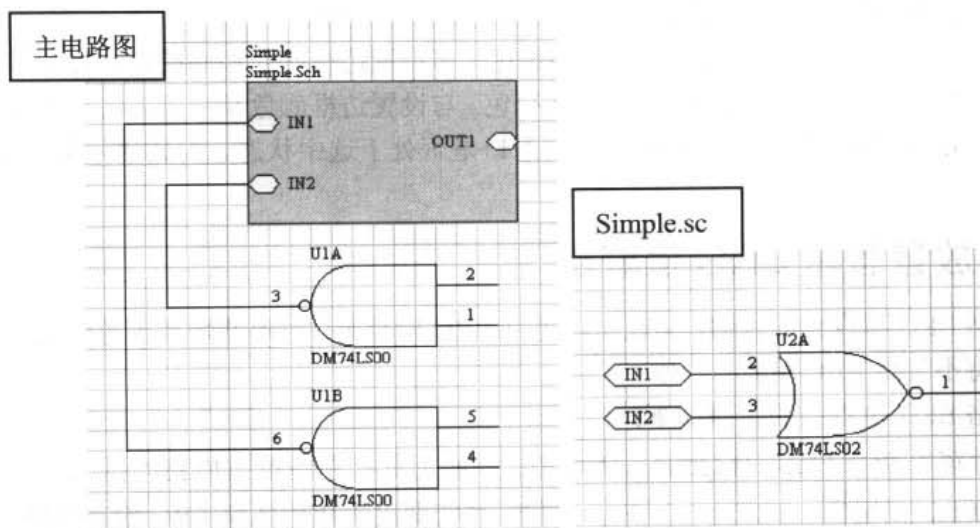 主电路图
Simple
Simple.Sch
IN1
OUT1
IN2
U1A
2
3
1
DM74LS00
U1B
5
6
4
DM74LS00
Simple.sc
U2A
IN1
2
1
IN2
3
DM74LS02